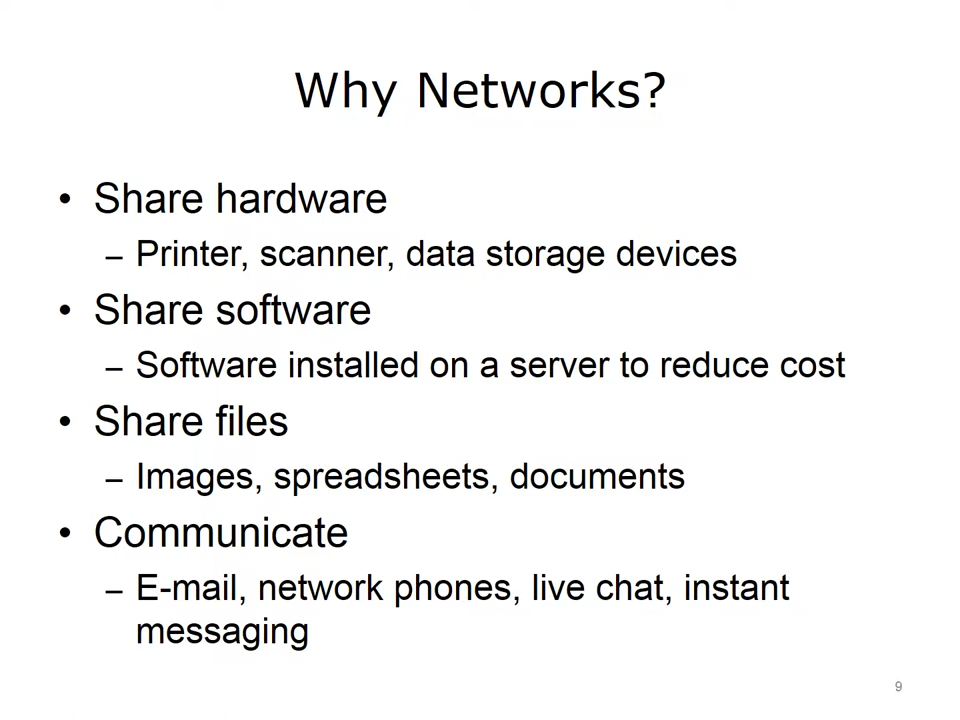 Why Networks?
• Share hardware
– Printer, scanner, data storage devices
• Share software
– Software installed on a server to reduce cost
• Share files
– Images, spreadsheets, documents
• Communicate
– E-mail, network phones, live chat, instant
messaging
9